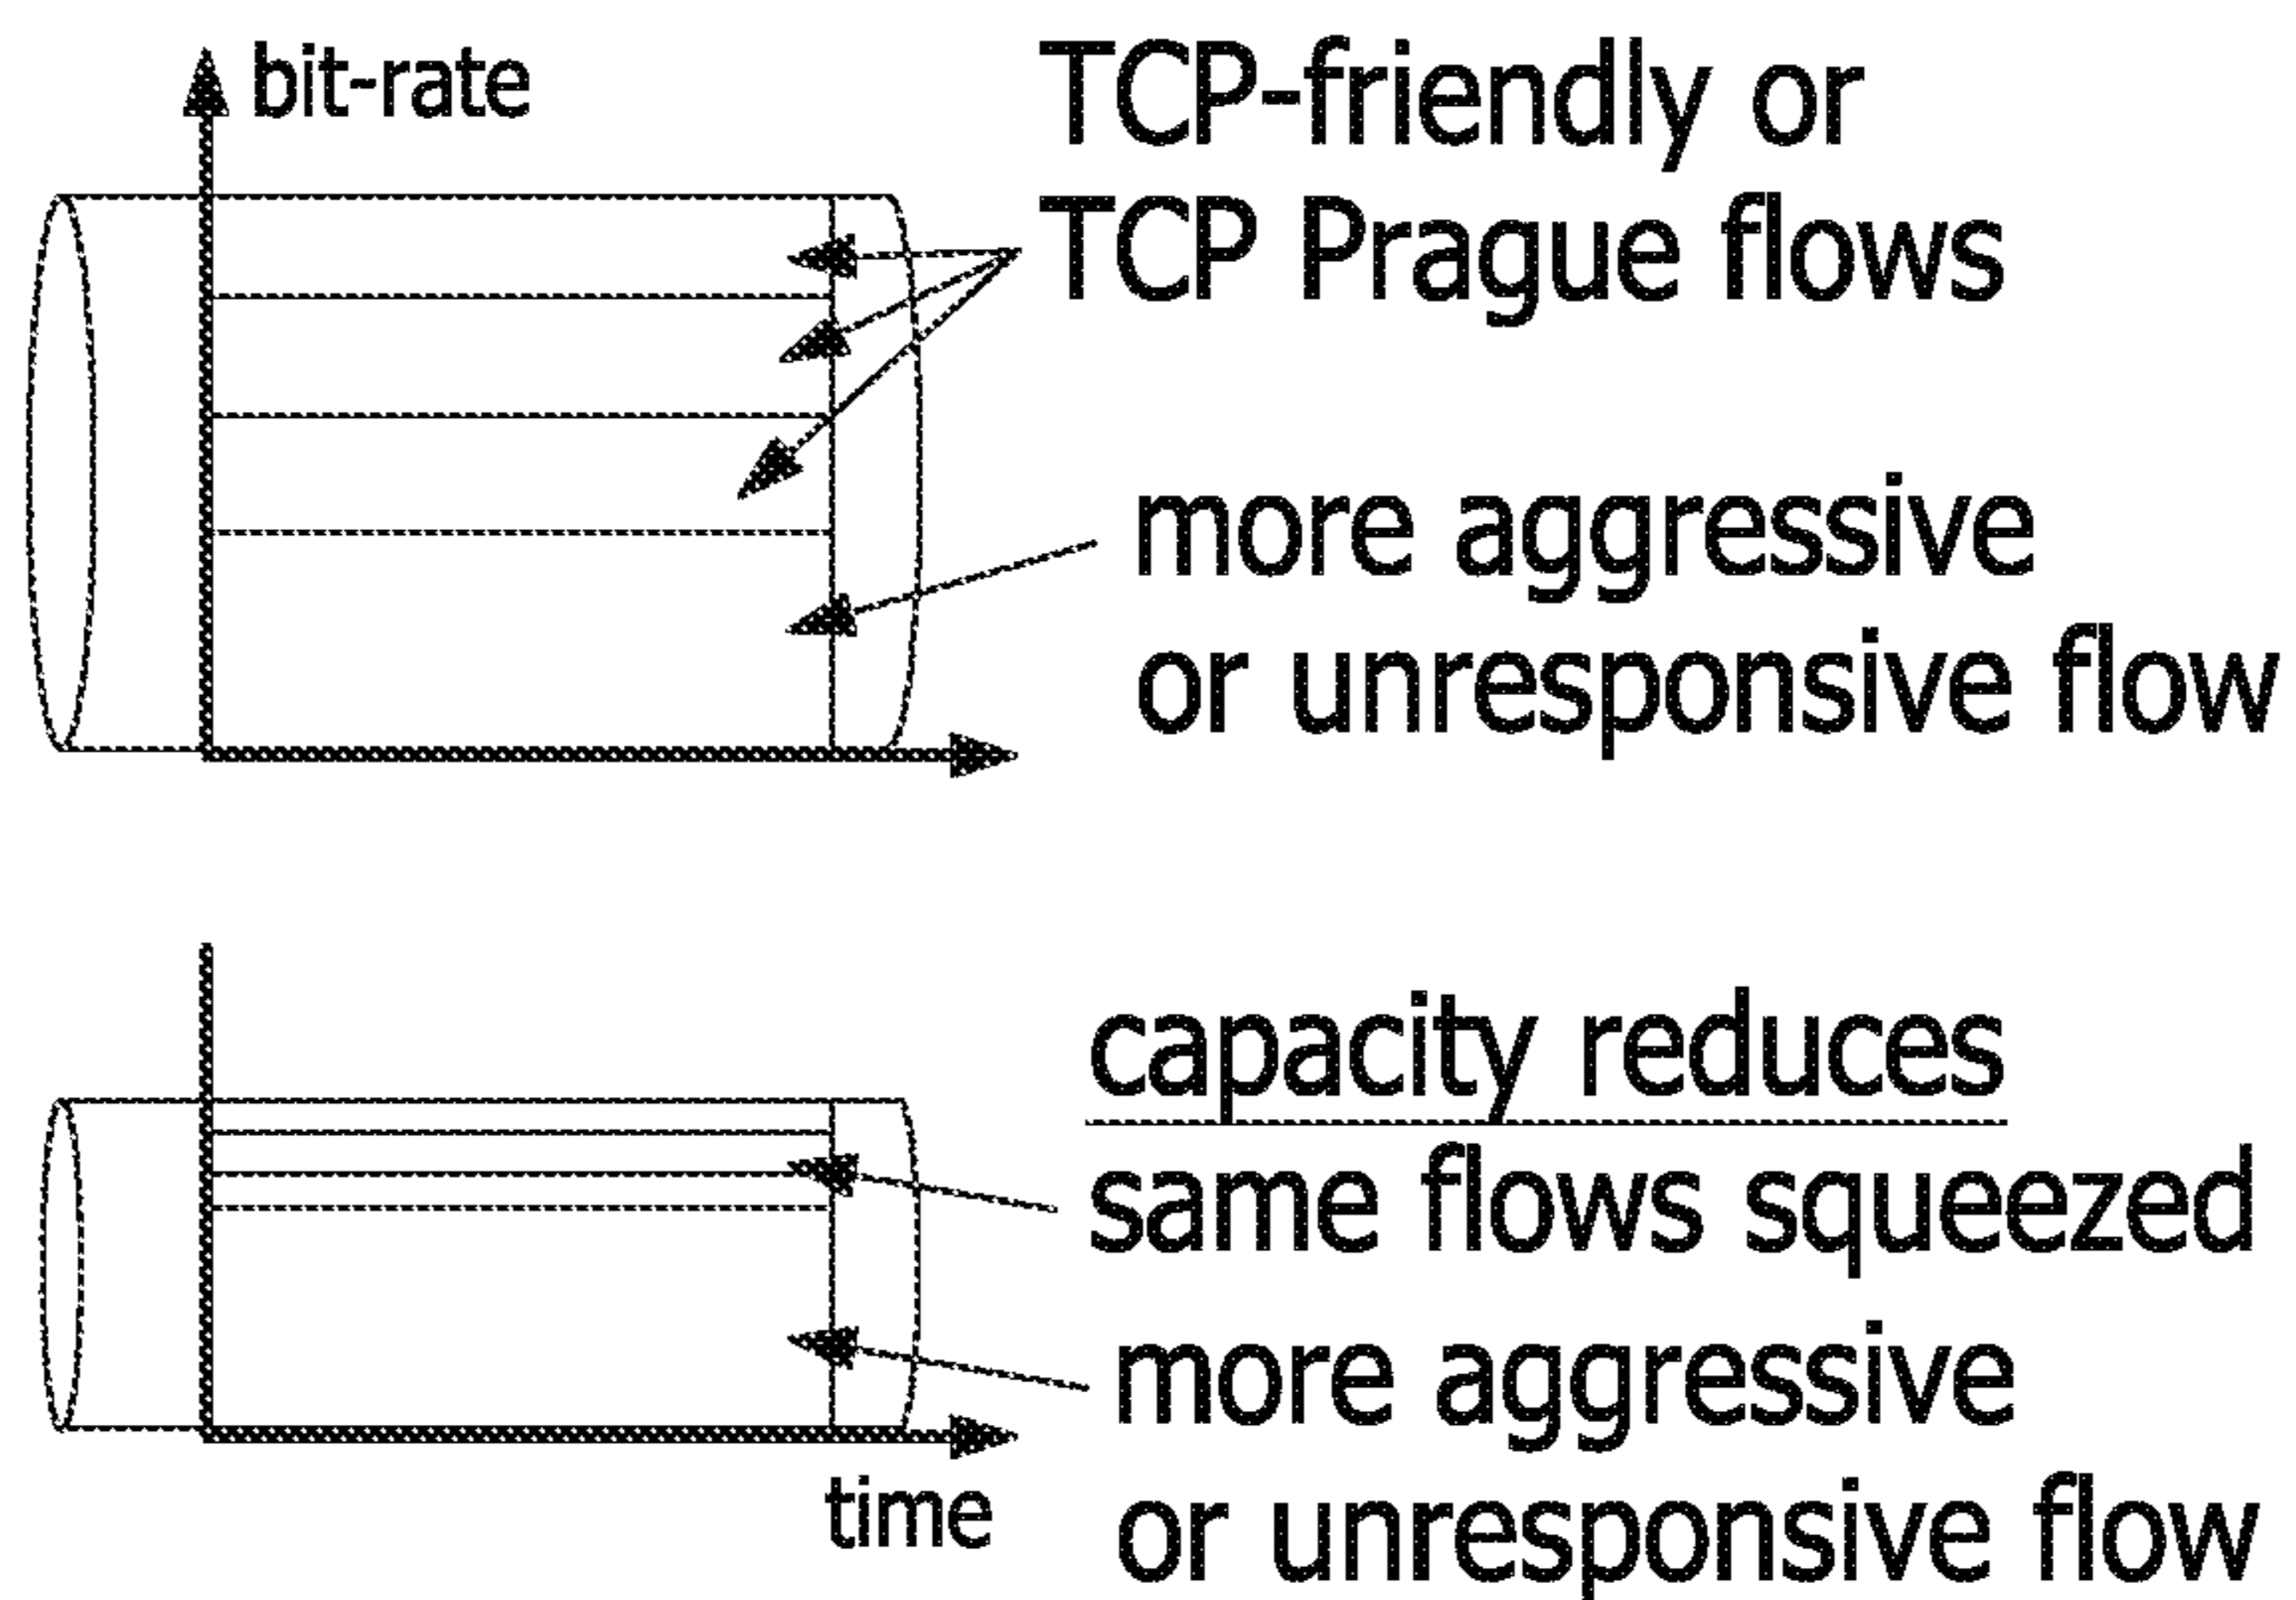 bit-rate
TCP-friendly or
TCP Prague flows
more aggressive
or unresponsive flow
capacity reduces
same flows squeezed
more aggressive
or unresponsive flow
time